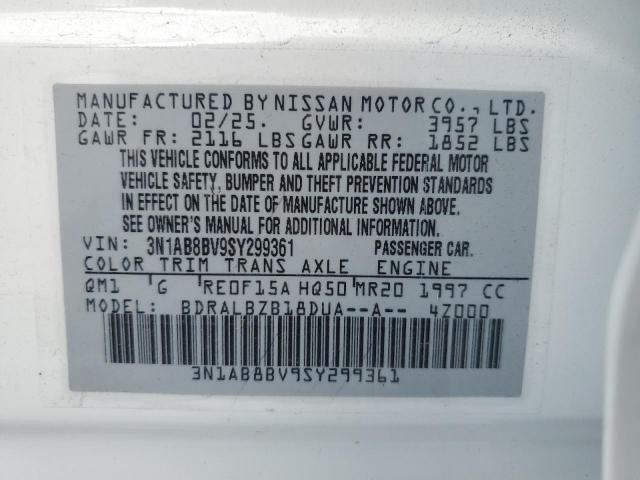 MANUFACTURED BY NISSAN MOTOR CO., LTD.
DATE: 02/25. GVWR: 3957 LBS
GAWR FR: 2116 LBS GAWR RR: 1852 LBS
THIS VEHICLE CONFORMS TO ALL APPLICABLE FEDERAL MOTOR
VEHICLE SAFETY, BUMPER AND THEFT PREVENTION STANDARDS
IN EFFECT ON THE DATE OF MANUFACTURE SHOWN ABOVE.
SEE OWNER'S MANUAL FOR ADDITIONAL INFORMATION.
VIN: 3N1AB8BV9SY299361 PASSENGER CAR.
COLOR TRIM TRANS AXLE ENGINE
QM1 G RE0F15A HQ50 MR20 1997 CC
MODEL: BDRALBZB18DUA--A-- 4Z000
3N1AB8BV9SY299361